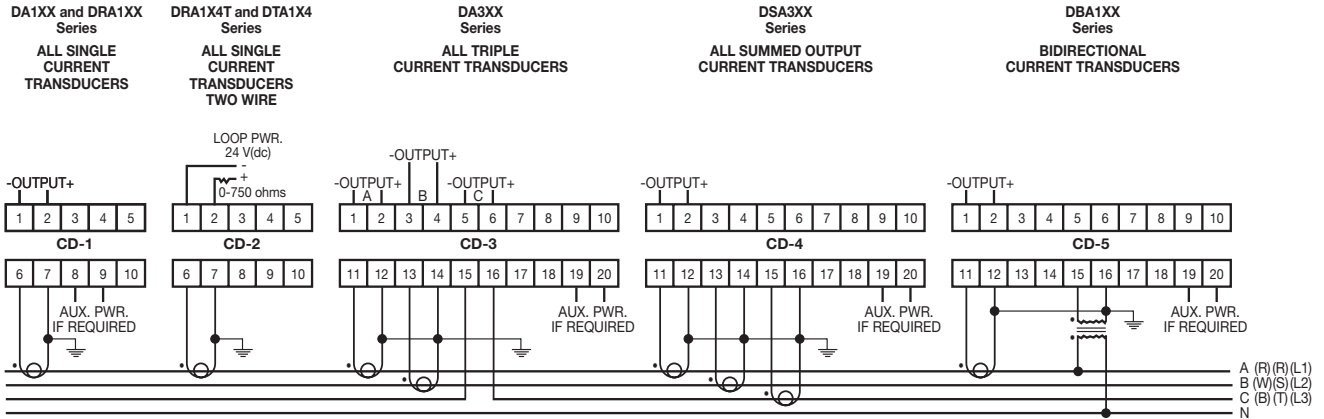 DA1XX and DRA1XX
Series
ALL SINGLE
CURRENT
TRANSDUCERS
DRA1X4T and DTA1X4
Series
ALL SINGLE
CURRENT
TRANSDUCERS
TWO WIRE
DA3XX
Series
ALL TRIPLE
CURRENT TRANSDUCERS
DSA3XX
Series
ALL SUMMED OUTPUT
CURRENT TRANSDUCERS
DBA1XX
Series
BIDIRECTIONAL
CURRENT TRANSDUCERS
-OUTPUT+
1 2 3 4 5
CD-1
6 7 8 9 10
AUX. PWR.
IF REQUIRED
LOOP PWR.
24 V(dc)
-
+
0-750 ohms
1 2 3 4 5
CD-2
6 7 8 9 10
-OUTPUT+
-OUTPUT+ -OUTPUT+
A B C
1 2 3 4 5 6 7 8 9 10
CD-3
11 12 13 14 15 16 17 18 19 20
AUX. PWR.
IF REQUIRED
-OUTPUT+
1 2 3 4 5 6 7 8 9 10
CD-4
11 12 13 14 15 16 17 18 19 20
AUX. PWR.
IF REQUIRED
-OUTPUT+
1 2 3 4 5 6 7 8 9 10
CD-5
11 12 13 14 15 16 17 18 19 20
AUX. PWR.
IF REQUIRED
A (R)(R)(L1)
B (W)(S)(L2)
C (B)(T)(L3)
N